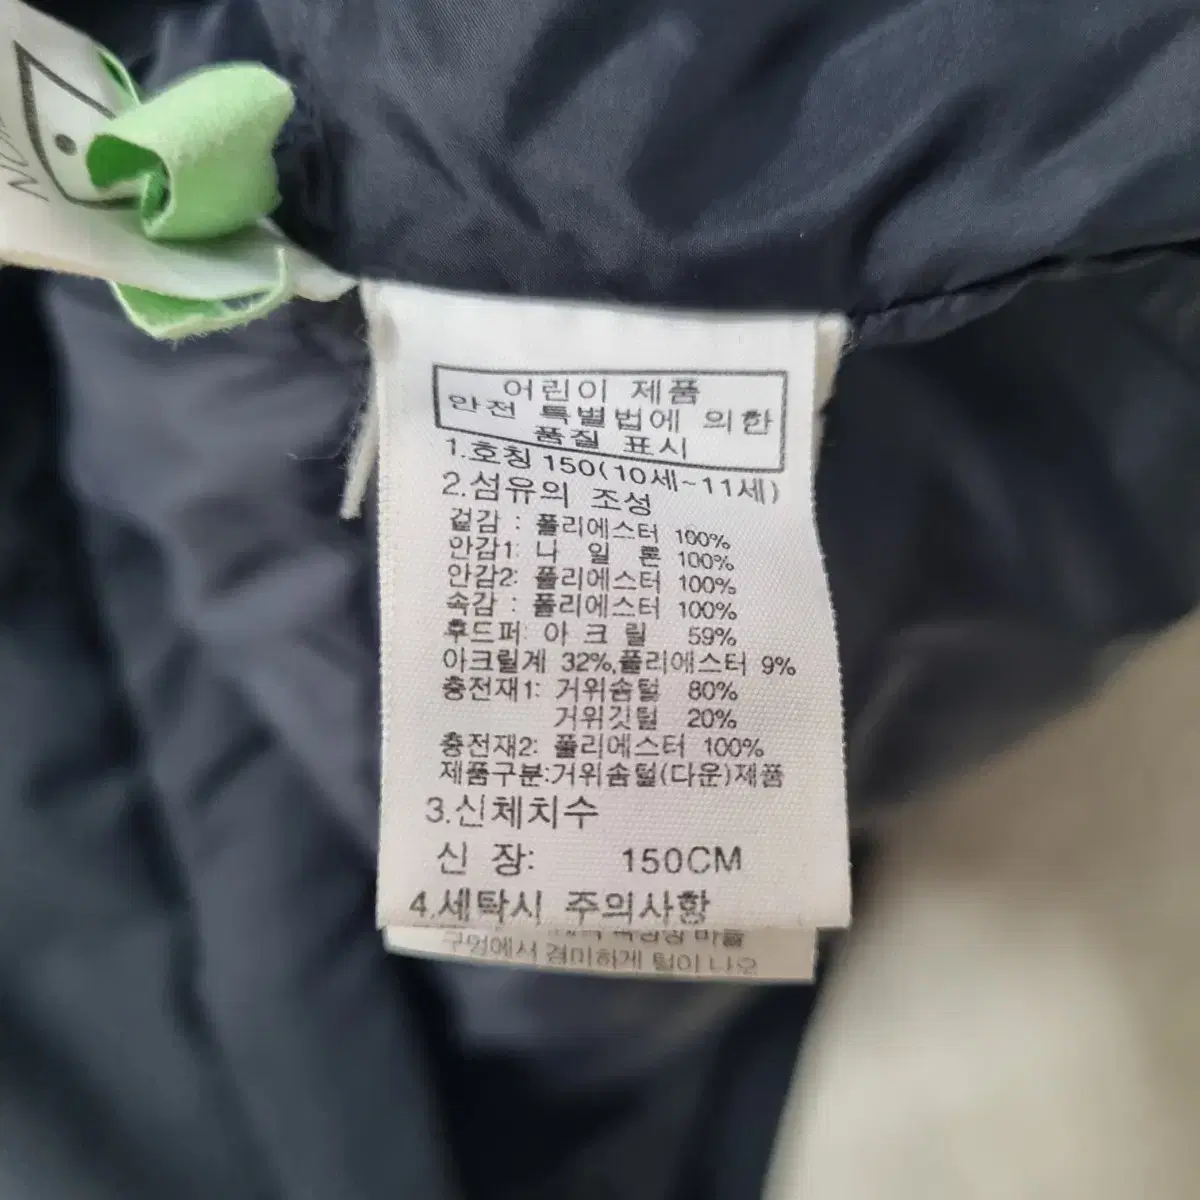 어린이 제품
안전 특별법에 의한
품질 표시
1.호칭 150(10세~11세)
2.섬유의 조성
겉감 : 폴리에스터 100%
안감1: 나 일 론 100%
안감2: 폴리에스터 100%
속감 : 폴리에스터 100%
후드퍼: 아 크 릴 59%
아크릴계 32%,폴리애스터 9%
충전재1: 거위솜털 80%
거위깃털 20%
충전재2: 폴리에스터 100%
제품구분:거위솜털(다운)제품
3.신체치수
신 장: 150CM
4.세탁시 주의사항
바늘
구멍에서 경미하게 털이 나오